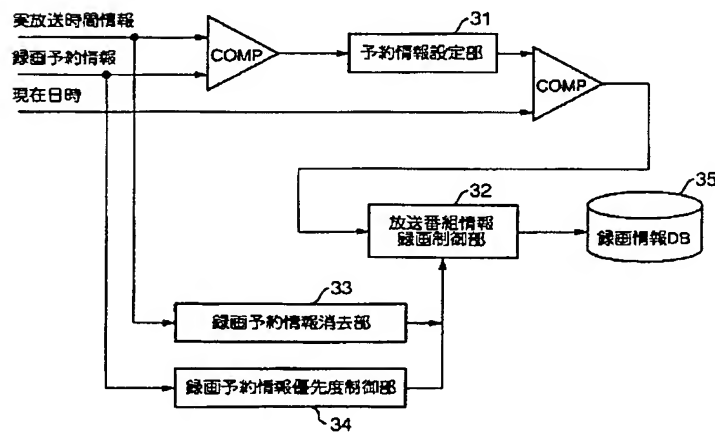 実放送時間情報
録画予約情報
現在日時
COMP
31
予約情報設定部
COMP
32
放送番組情報
録画制御部
35
録画情報DB
33
録画予約情報消去部
録画予約情報優先度制御部
34